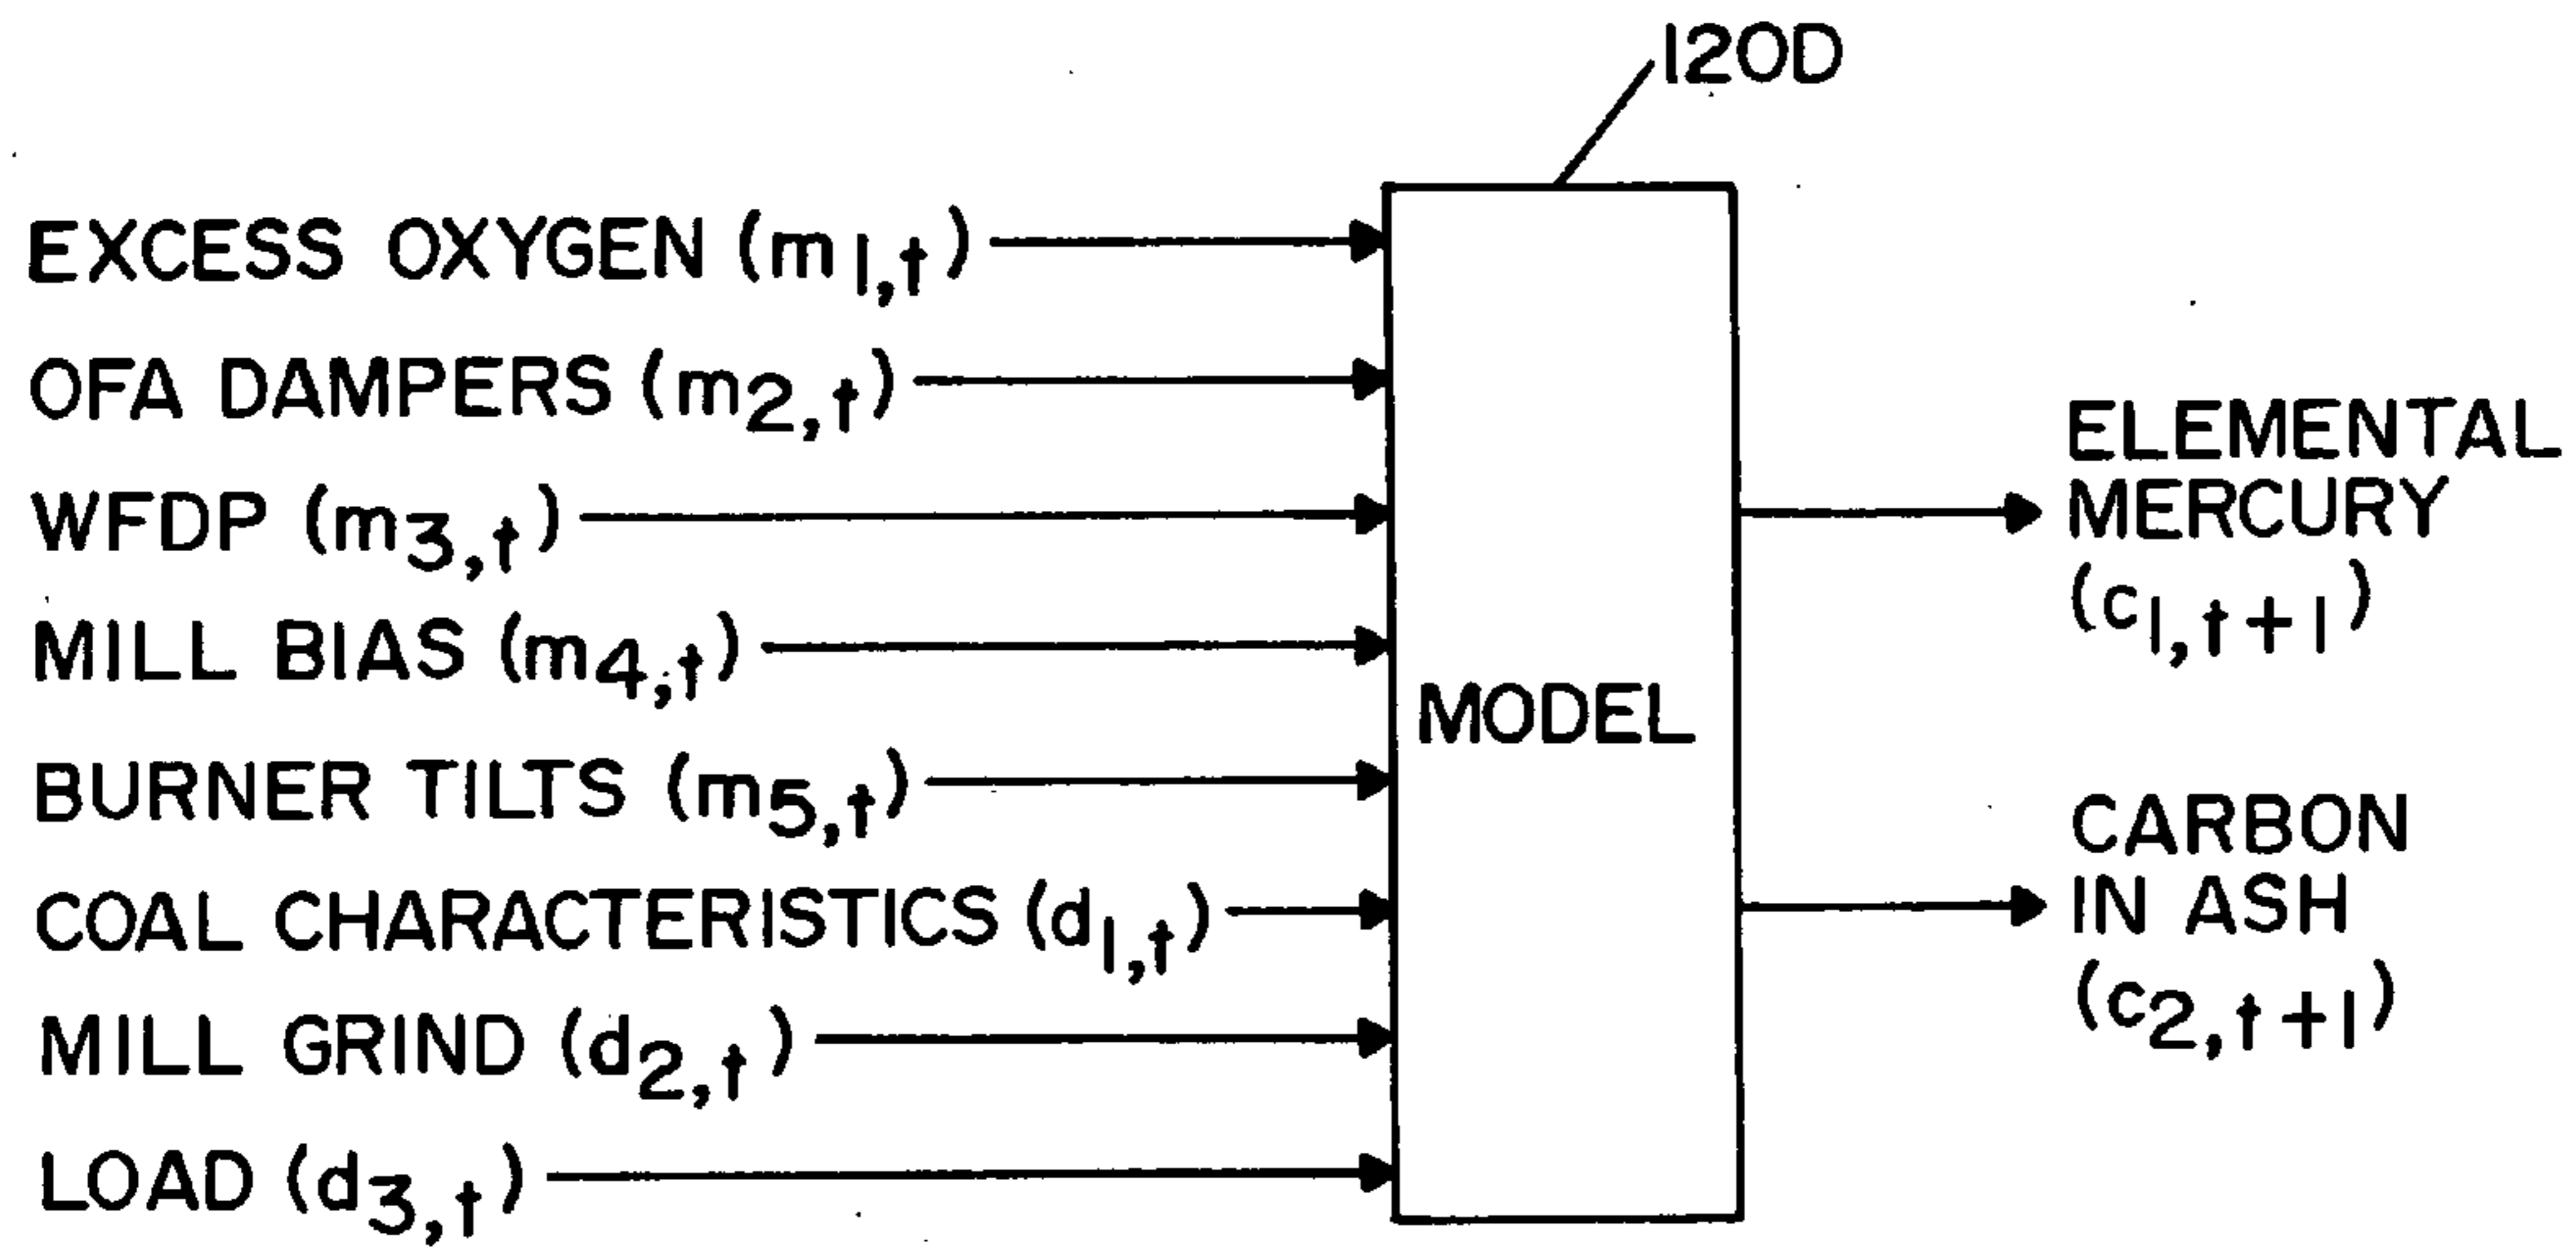 120D
EXCESS OXYGEN (m1,t)
OFA DAMPERS (m2,t)
WFDP (m3,t)
MILL BIAS (m4,t)
BURNER TILTS (m5,t)
COAL CHARACTERISTICS (d1,t)
MILL GRIND (d2,t)
LOAD (d3,t)
MODEL
ELEMENTAL
MERCURY
(c1,t+1)
CARBON
IN ASH
(c2,t+1)